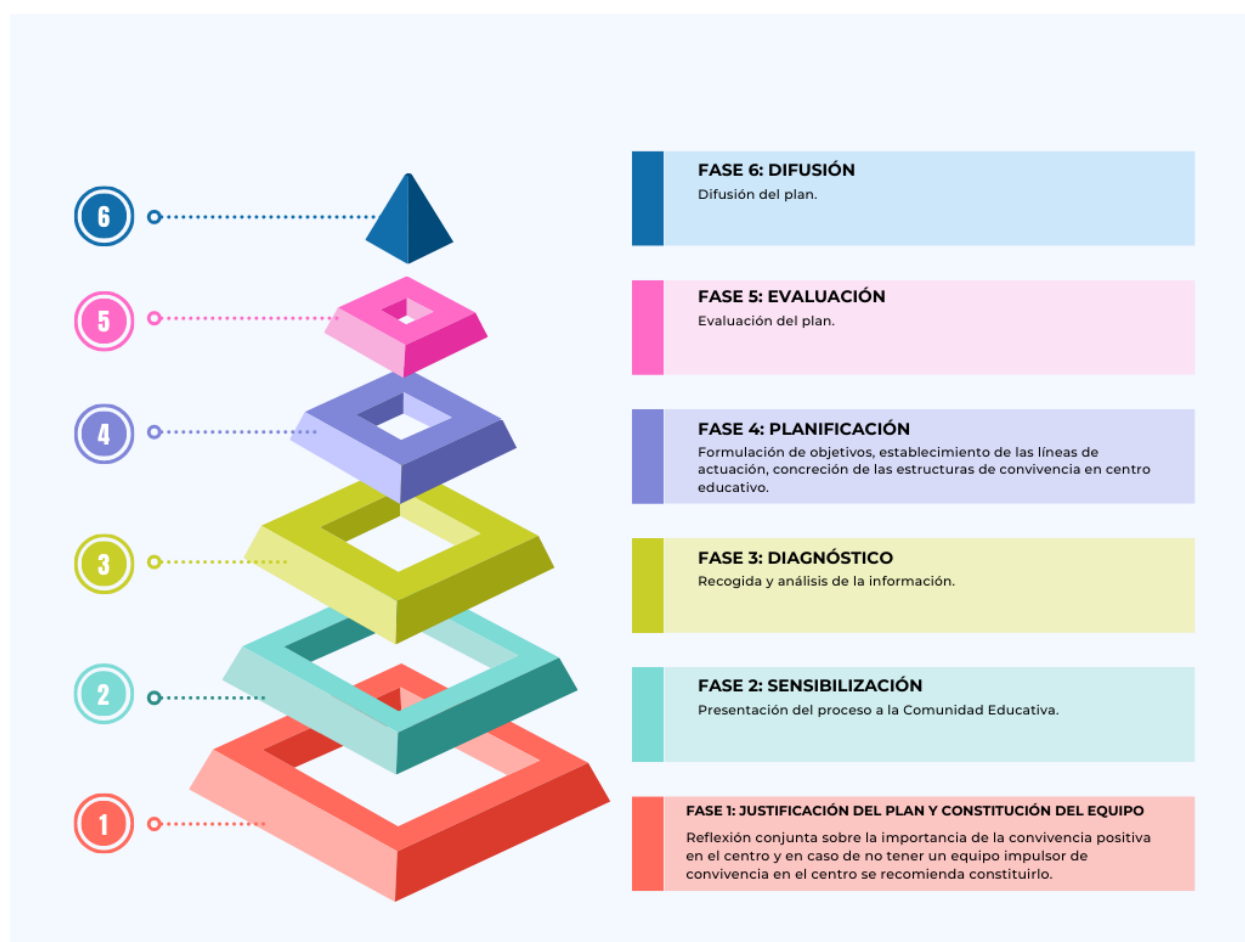 6
FASE 6: DIFUSIÓN
Difusión del plan.
5
FASE 5: EVALUACIÓN
Evaluación del plan.
4
FASE 4: PLANIFICACIÓN
Formulación de objetivos, establecimiento de las líneas de
actuación, concreción de las estructuras de convivencia en centro
educativo.
3
FASE 3: DIAGNÓSTICO
Recogida y análisis de la información.
2
FASE 2: SENSIBILIZACIÓN
Presentación del proceso a la Comunidad Educativa.
1
FASE 1: JUSTIFICACIÓN DEL PLAN Y CONSTITUCIÓN DEL EQUIPO
Reflexión conjunta sobre la importancia de la convivencia positiva
en el centro y en caso de no tener un equipo impulsor de
convivencia en el centro se recomienda constituirlo.